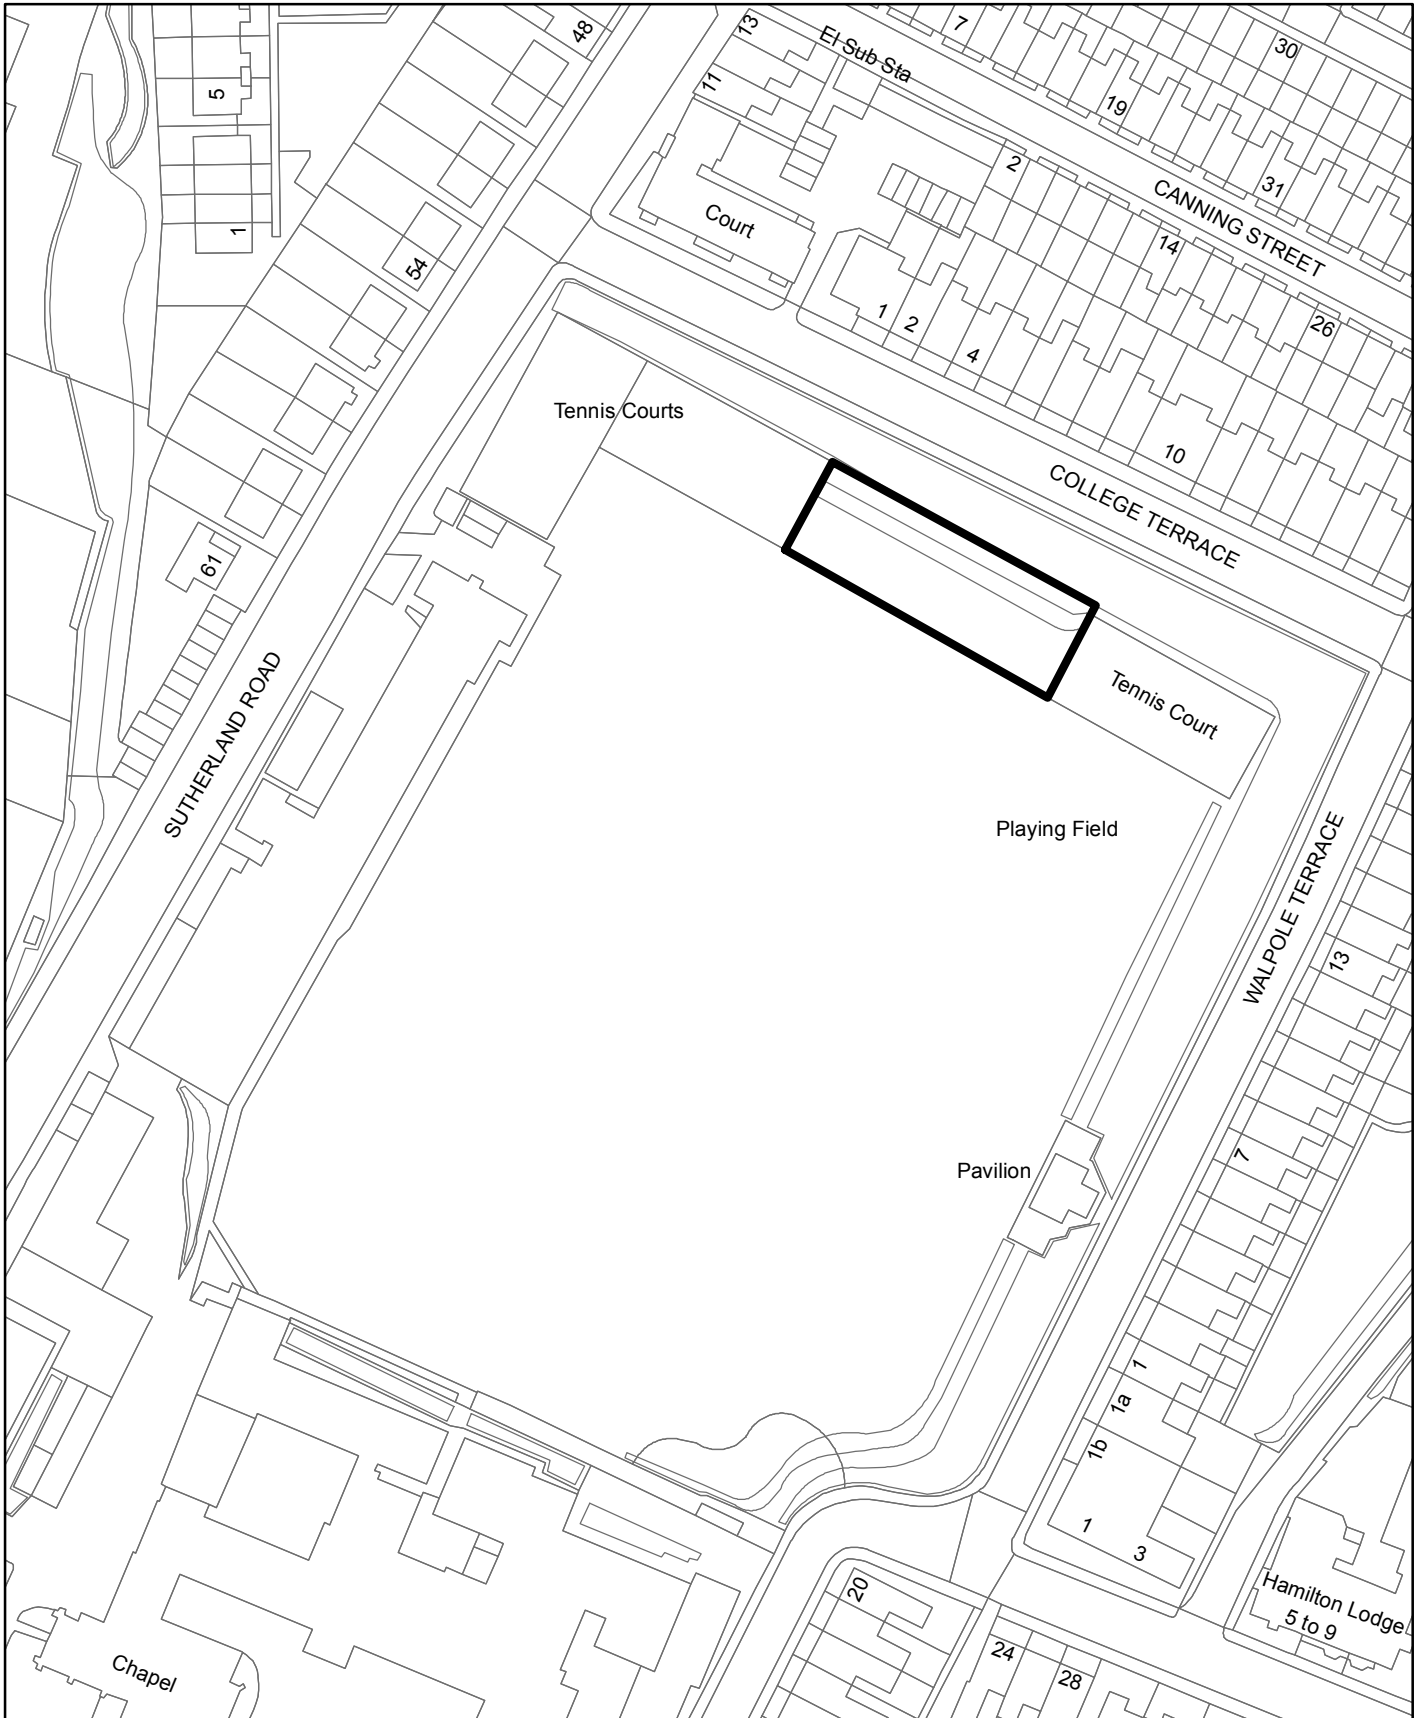 48
13
El Sub Sta
7
30
5
11
19
2
31
CANNING STREET
Court
1
14
54
26
1
2
4
Tennis Courts
10
COLLEGE TERRACE
61
SUTHERLAND ROAD
Tennis Court
Playing Field
WALPOLE TERRACE
13
7
Pavilion
1
1a
1b
1
3
20
Hamilton Lodge
5 to 9
24
28
Chapel